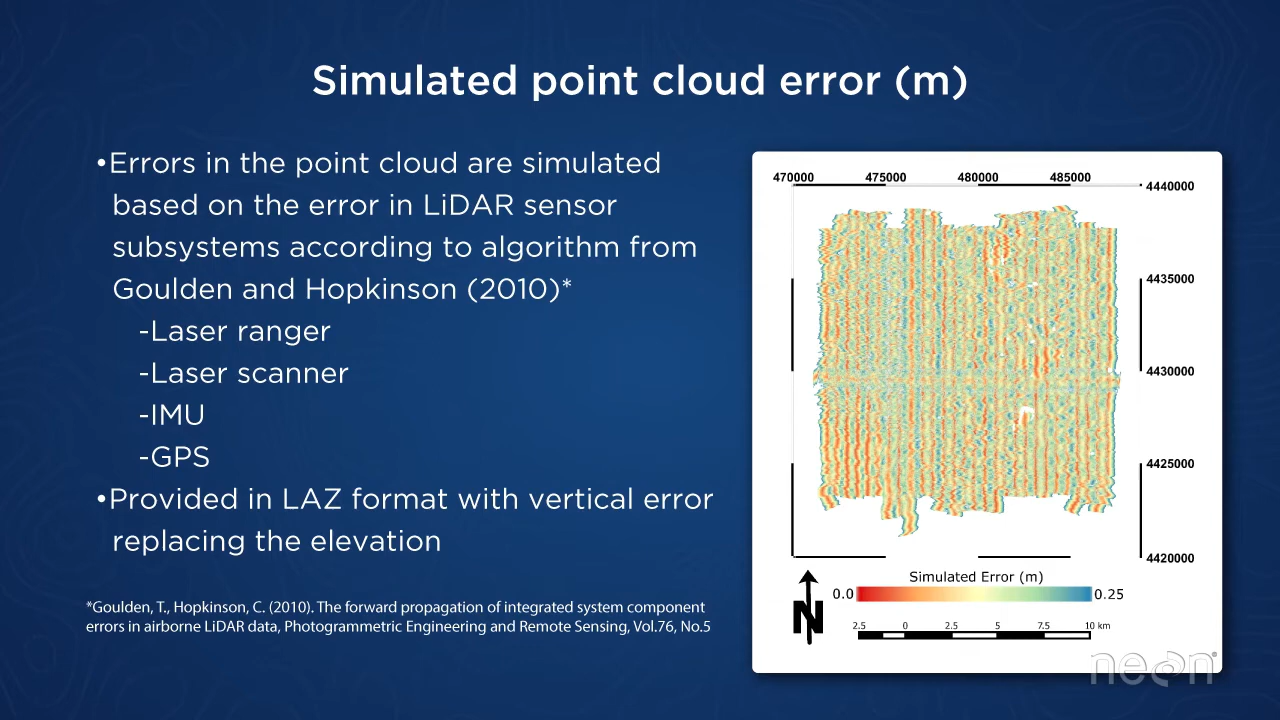 Simulated point cloud error (m)
•Errors in the point cloud are simulated
based on the error in LiDAR sensor
subsystems according to algorithm from
Goulden and Hopkinson (2010)*
-Laser ranger
-Laser scanner
-IMU
-GPS
•Provided in LAZ format with vertical error
replacing the elevation
*Goulden, T., Hopkinson, C. (2010). The forward propagation of integrated system component
errors in airborne LiDAR data, Photogrammetric Engineering and Remote Sensing, Vol.76, No.5
470000 475000 480000 485000
4440000
4435000
4430000
4425000
4420000
Simulated Error (m)
0.0 0.25
N
2.5 0 2.5 5 7.5 10 km
neon